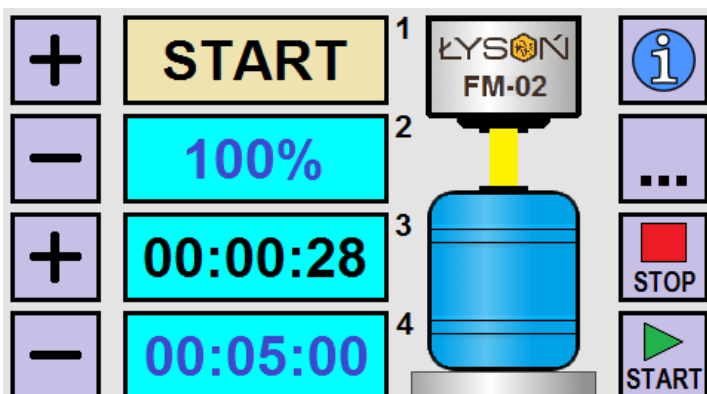 START
1
ŁYSOŃ
FM-02
100%
2
...
00:00:28
3
STOP
00:05:00
4
START